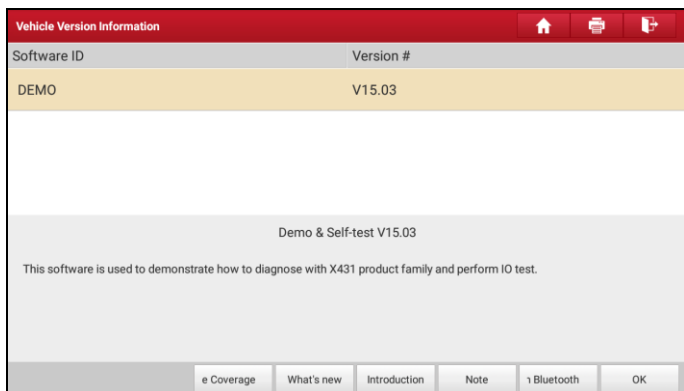 Vehicle Version Information
Software ID Version #
DEMO V15.03
Demo & Self-test V15.03
This software is used to demonstrate how to diagnose with X431 product family and perform IO test.
e Coverage What's new Introduction Note Bluetooth OK